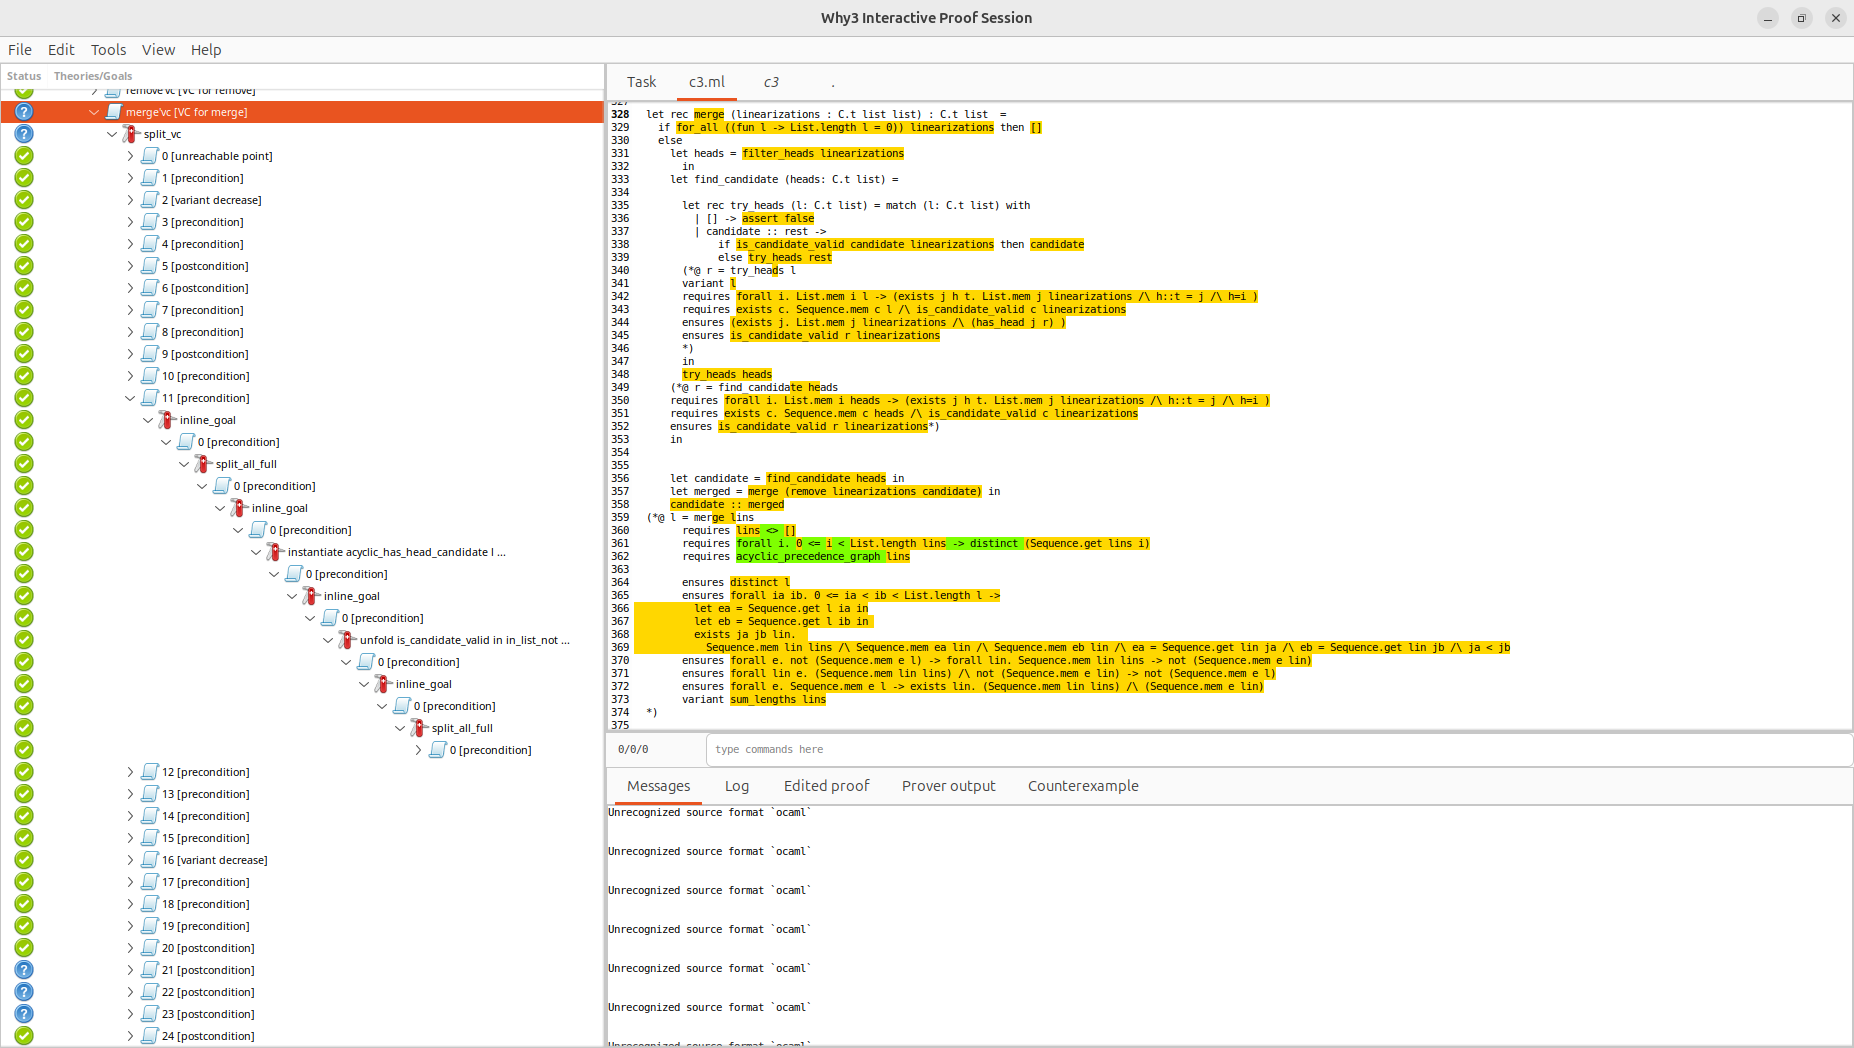 Why3 Interactive Proof Session
File Edit Tools View Help
Status Theories/Goals
remove'vc [VC for remove]
merge'vc [VC for merge]
split_vc
0 [unreachable point]
1 [precondition]
2 [variant decrease]
3 [precondition]
4 [precondition]
5 [postcondition]
6 [postcondition]
7 [precondition]
8 [precondition]
9 [postcondition]
10 [precondition]
11 [precondition]
inline_goal
0 [precondition]
split_all_full
0 [precondition]
inline_goal
0 [precondition]
instantiate acyclic_has_head_candidate l ...
0 [precondition]
inline_goal
0 [precondition]
unfold is_candidate_valid in in_list_not ...
0 [precondition]
inline_goal
0 [precondition]
split_all_full
0 [precondition]
12 [precondition]
13 [precondition]
14 [precondition]
15 [precondition]
16 [variant decrease]
17 [precondition]
18 [precondition]
19 [precondition]
20 [postcondition]
21 [postcondition]
22 [postcondition]
23 [postcondition]
24 [postcondition]
Task c3.ml c3 .
327
328 let rec merge (linearizations : C.t list list) : C.t list =
329 if for_all ((fun l -> List.length l = 0)) linearizations then []
330 else
331 let heads = filter_heads linearizations
332 in
333 let find_candidate (heads: C.t list) =
334
335 let rec try_heads (l: C.t list) = match (l: C.t list) with
336 | [] -> assert false
337 | candidate :: rest ->
338 if is_candidate_valid candidate linearizations then candidate
339 else try_heads rest
340 (*@ r = try_heads l
341 variant l
342 requires forall i. List.mem i l -> (exists j h t. List.mem j linearizations /\ h::t = j /\ h=i )
343 requires exists c. Sequence.mem c l /\ is_candidate_valid c linearizations
344 ensures (exists j. List.mem j linearizations /\ (has_head j r) )
345 ensures is_candidate_valid r linearizations
346 *)
347 in
348 try_heads heads
349 (*@ r = find_candidate heads
350 requires forall i. List.mem i heads -> (exists j h t. List.mem j linearizations /\ h::t = j /\ h=i )
351 requires exists c. Sequence.mem c heads /\ is_candidate_valid c linearizations
352 ensures is_candidate_valid r linearizations*)
353 in
354
355
356 let candidate = find_candidate heads in
357 let merged = merge (remove linearizations candidate) in
358 candidate :: merged
359 (*@ l = merge lins
360 requires lins <> []
361 requires forall i. 0 <= i < List.length lins -> distinct (Sequence.get lins i)
362 requires acyclic_precedence_graph lins
363
364 ensures distinct l
365 ensures forall ia ib. 0 <= ia < ib < List.length l ->
366 let ea = Sequence.get l ia in
367 let eb = Sequence.get l ib in
368 exists ja jb lin.
369 Sequence.mem lin lins /\ Sequence.mem ea lin /\ Sequence.mem eb lin /\ ea = Sequence.get lin ja /\ eb = Sequence.get lin jb /\ ja < jb
370 ensures forall e. not (Sequence.mem e l) -> forall lin. Sequence.mem lin lins -> not (Sequence.mem e lin)
371 ensures forall lin e. (Sequence.mem lin lins) /\ not (Sequence.mem e lin) -> not (Sequence.mem e l)
372 ensures forall e. Sequence.mem e l -> exists lin. (Sequence.mem lin lins) /\ (Sequence.mem e lin)
373 variant sum_lengths lins
374 *)
375
0/0/0 type commands here
Messages Log Edited proof Prover output Counterexample
Unrecognized source format `ocaml`
Unrecognized source format `ocaml`
Unrecognized source format `ocaml`
Unrecognized source format `ocaml`
Unrecognized source format `ocaml`
Unrecognized source format `ocaml`
Unrecognized source format `ocaml`